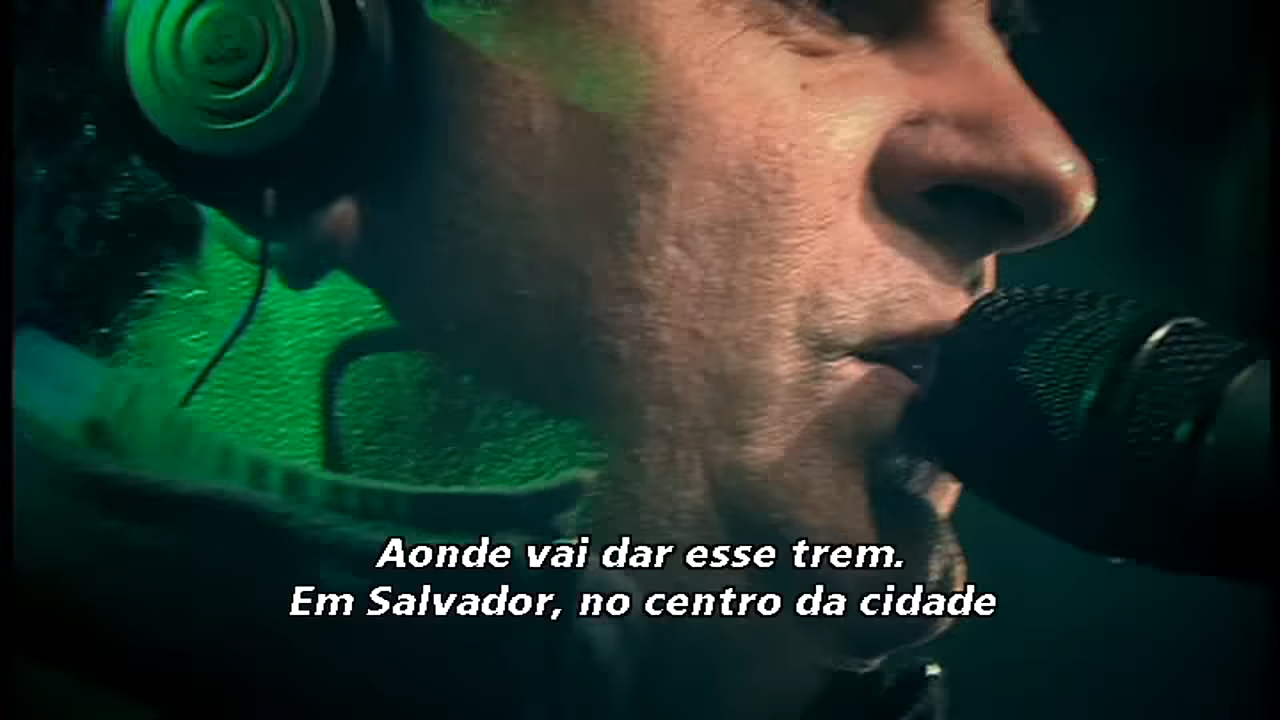 Aonde vai dar esse trem.
Em Salvador, no centro da cidade